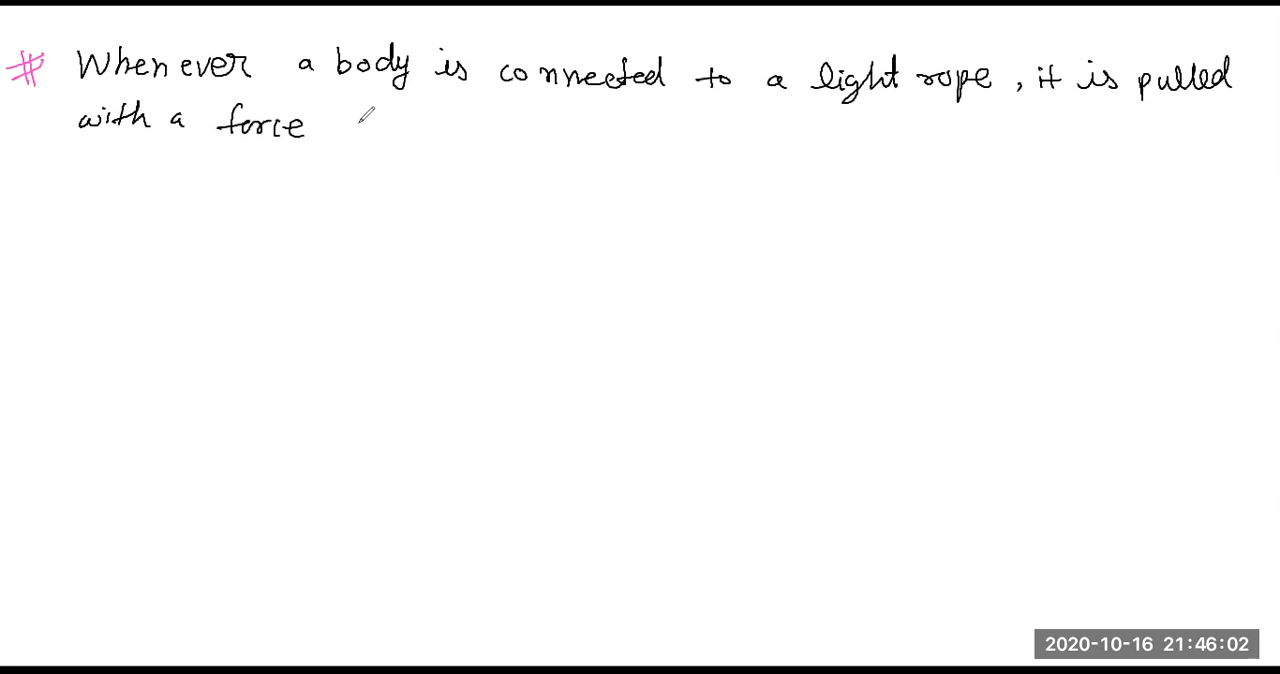 # Whenever a body is connected to a light rope, it is pulled
with a force
2020-10-16 21:46:02